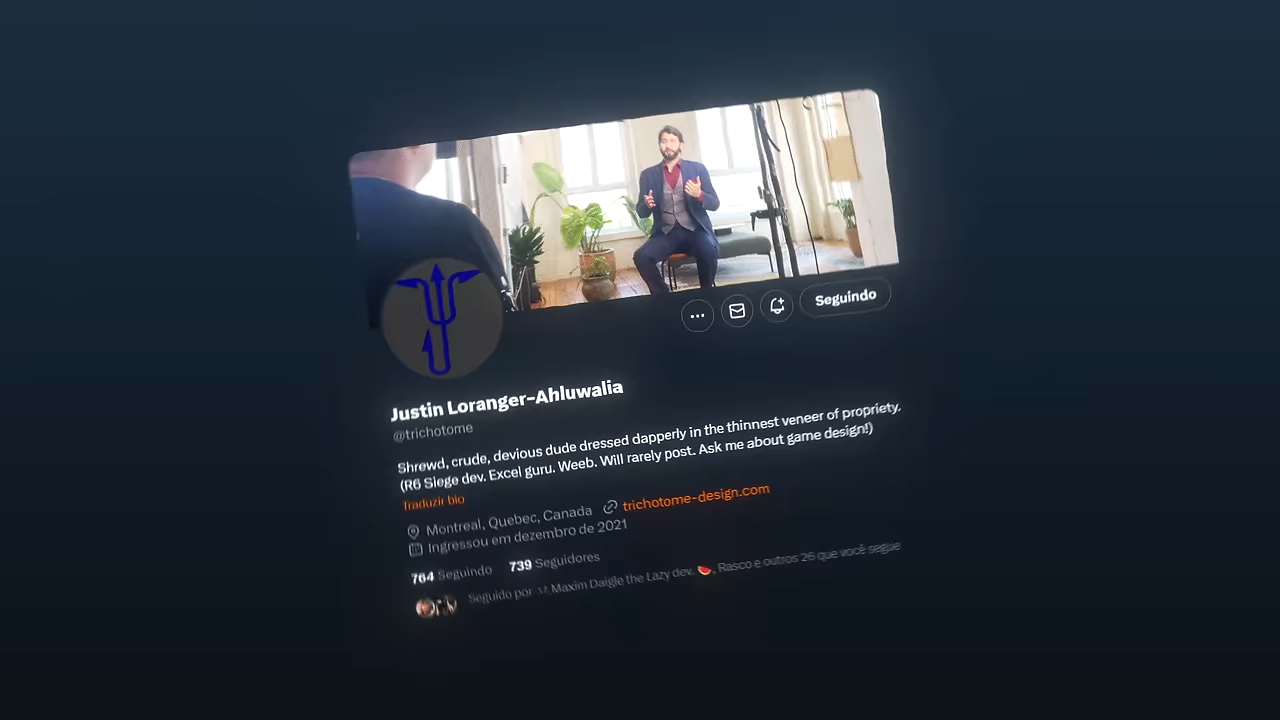 Seguindo
Justin Loranger-Ahluwalia
@trichotome
Shrewd, crude, devious dude dressed dapperly in the thinnest veneer of propriety.
(R6 Siege dev. Excel guru. Weeb. Will rarely post. Ask me about game design!)
Traduzir bio
Montreal, Quebec, Canada trichotome-design.com
Ingressou em dezembro de 2021
764 Seguindo 739 Seguidores
Seguido por Maxim Daigle the Lazy dev. 🍉, Rasco e outros 26 que você segue